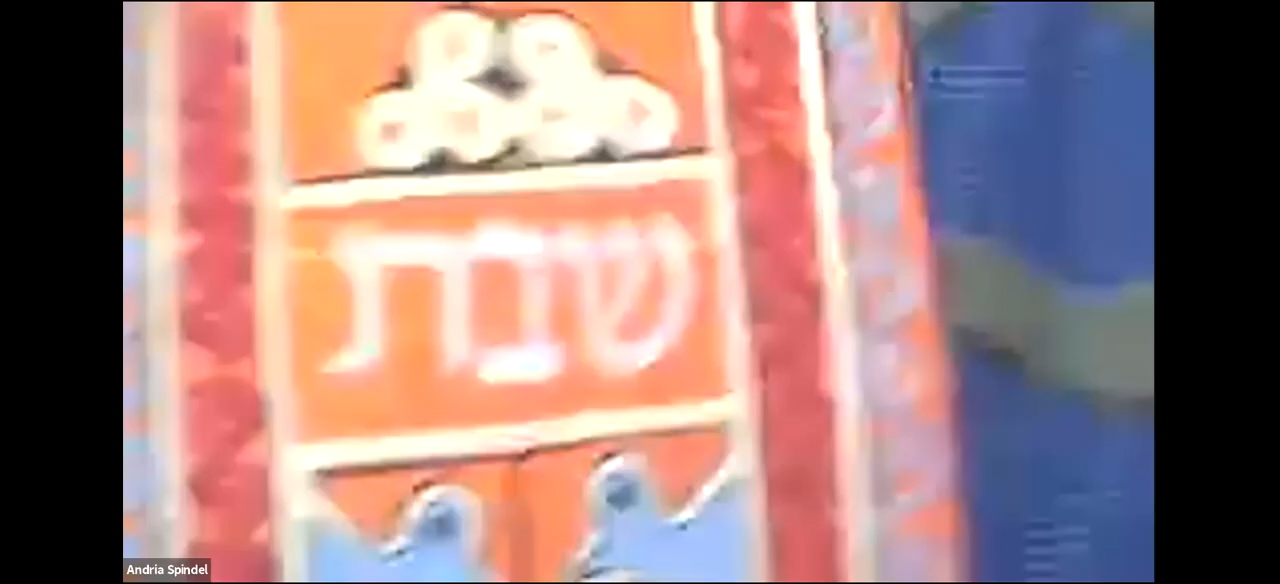 שבת
Andria Spindel